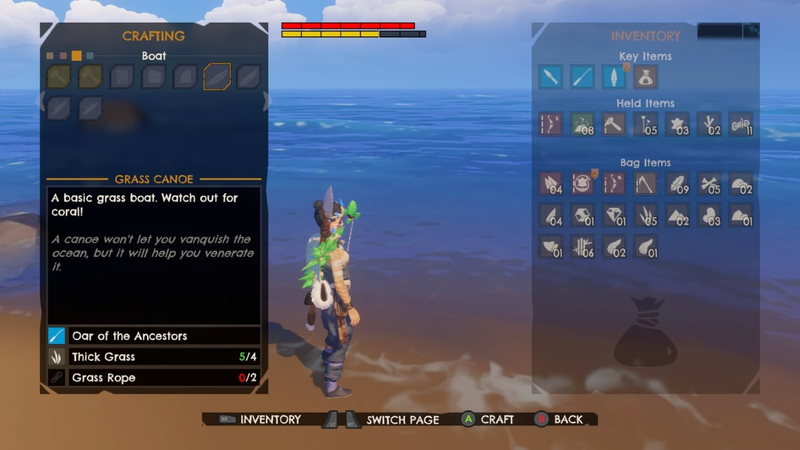 CRAFTING
Boat
GRASS CANOE
A basic grass boat. Watch out for
coral!
A canoe won't let you vanquish the
ocean, but it will help you venerate
it.
Oar of the Ancestors
Thick Grass 5/4
Grass Rope 0/2
INVENTORY
Key Items
Held Items
08 05 03 02 11
Bag Items
04 09 05 02
04 01 01 05 02 03 01
01 06 02 01
INVENTORY SWITCH PAGE A CRAFT B BACK